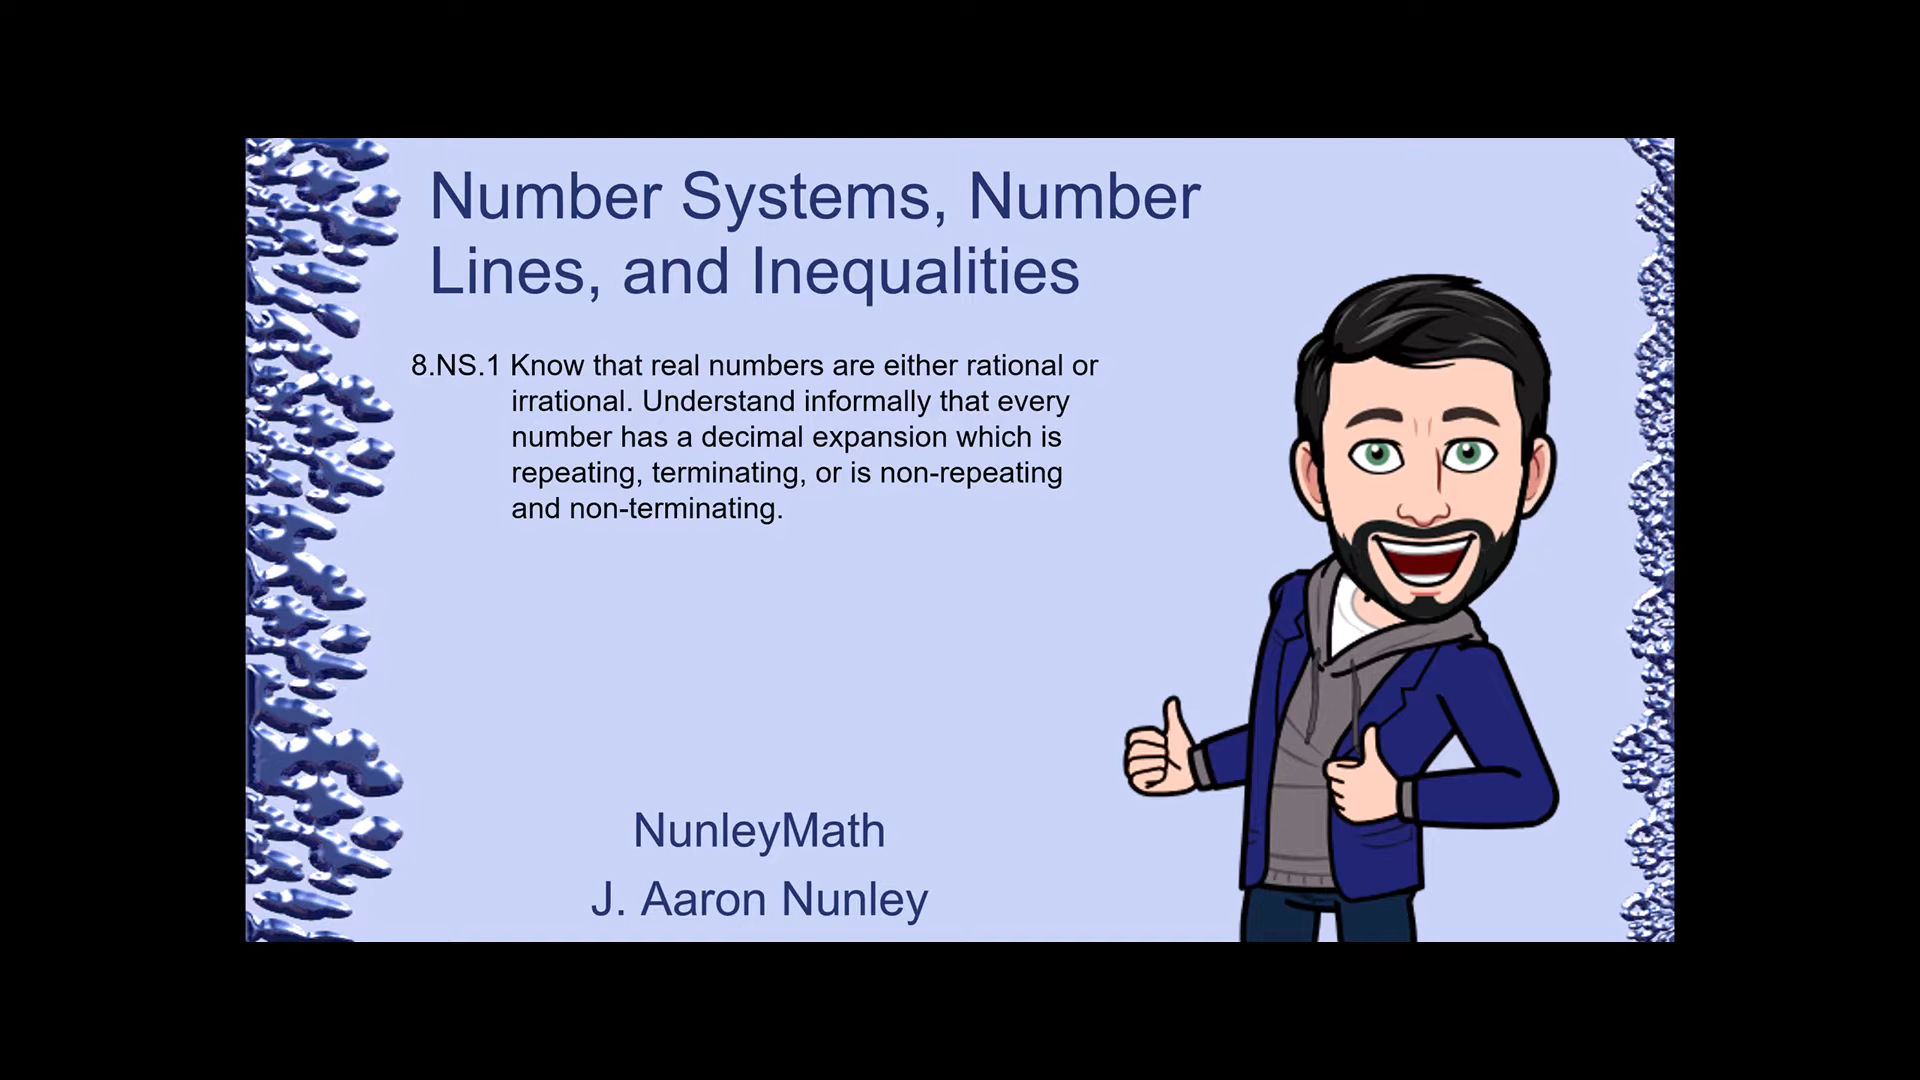 Number Systems, Number
Lines, and Inequalities
8.NS.1 Know that real numbers are either rational or
irrational. Understand informally that every
number has a decimal expansion which is
repeating, terminating, or is non-repeating
and non-terminating.
NunleyMath
J. Aaron Nunley